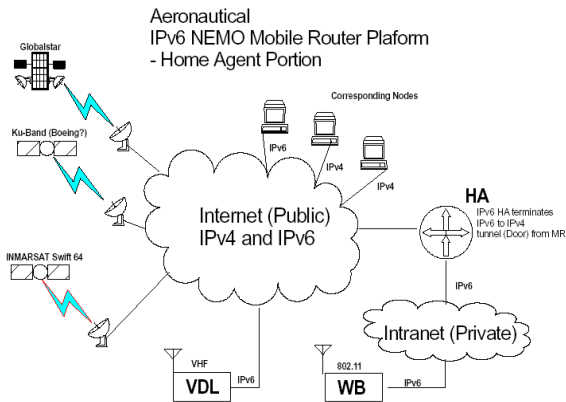 Aeronautical
IPv6 NEMO Mobile Router Plaform
- Home Agent Portion
Globalstar
Corresponding Nodes
Ku-Band (Boeing?)
IPv6
IPv4
IPv4
Internet (Public)
IPv4 and IPv6
HA
IPv6 HA terminates
IPv6 to IPv4
tunnel (Door) from MR
INMARSAT Swift 64
IPv6
Intranet (Private)
VHF
VDL
IPv6
802.11
WB
IPv6